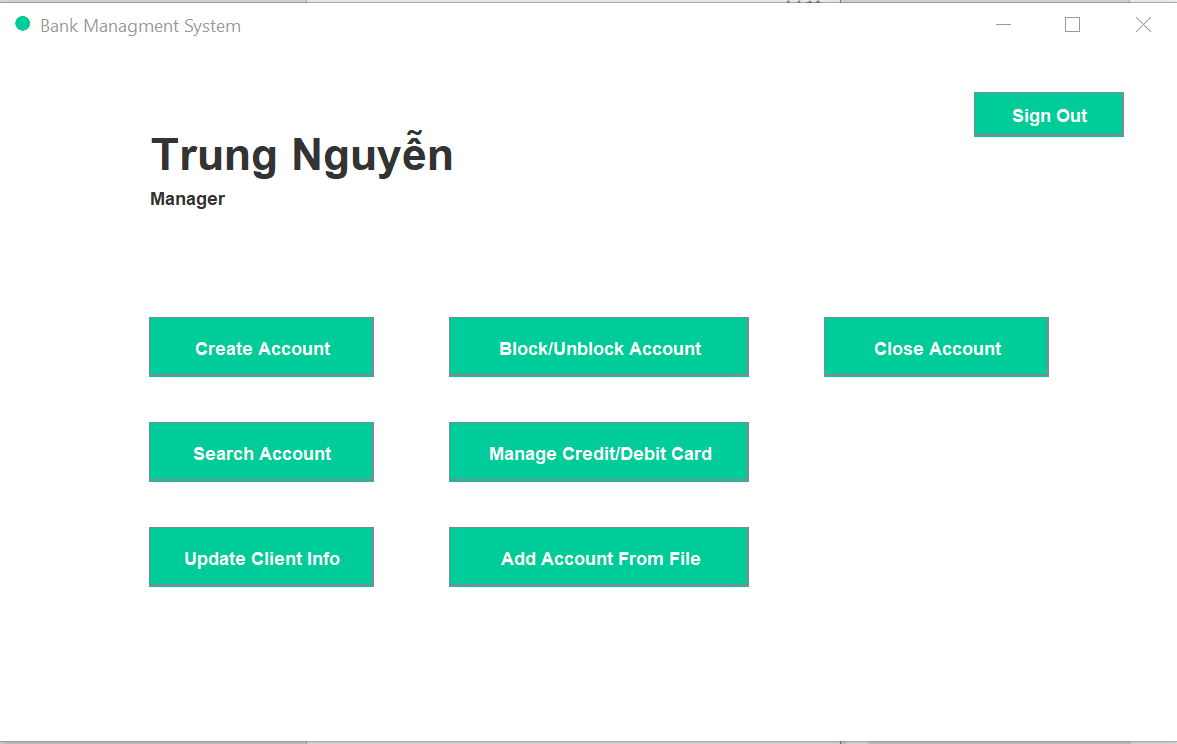 Bank Managment System
Sign Out
Trung Nguyễn
Manager
Create Account
Block/Unblock Account
Close Account
Search Account
Manage Credit/Debit Card
Update Client Info
Add Account From File